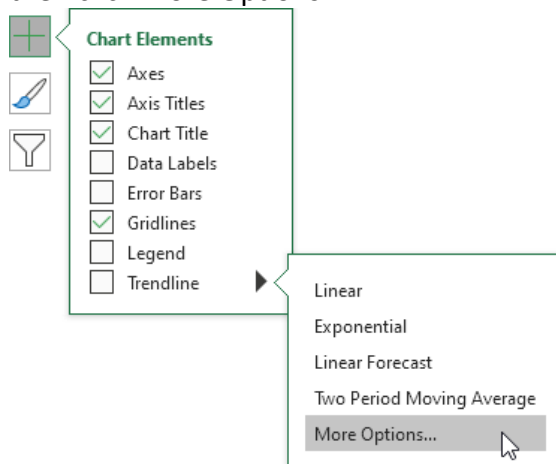 Chart Elements
Axes
Axis Titles
Chart Title
Data Labels
Error Bars
Gridlines
Legend
Trendline
Linear
Exponential
Linear Forecast
Two Period Moving Average
More Options...